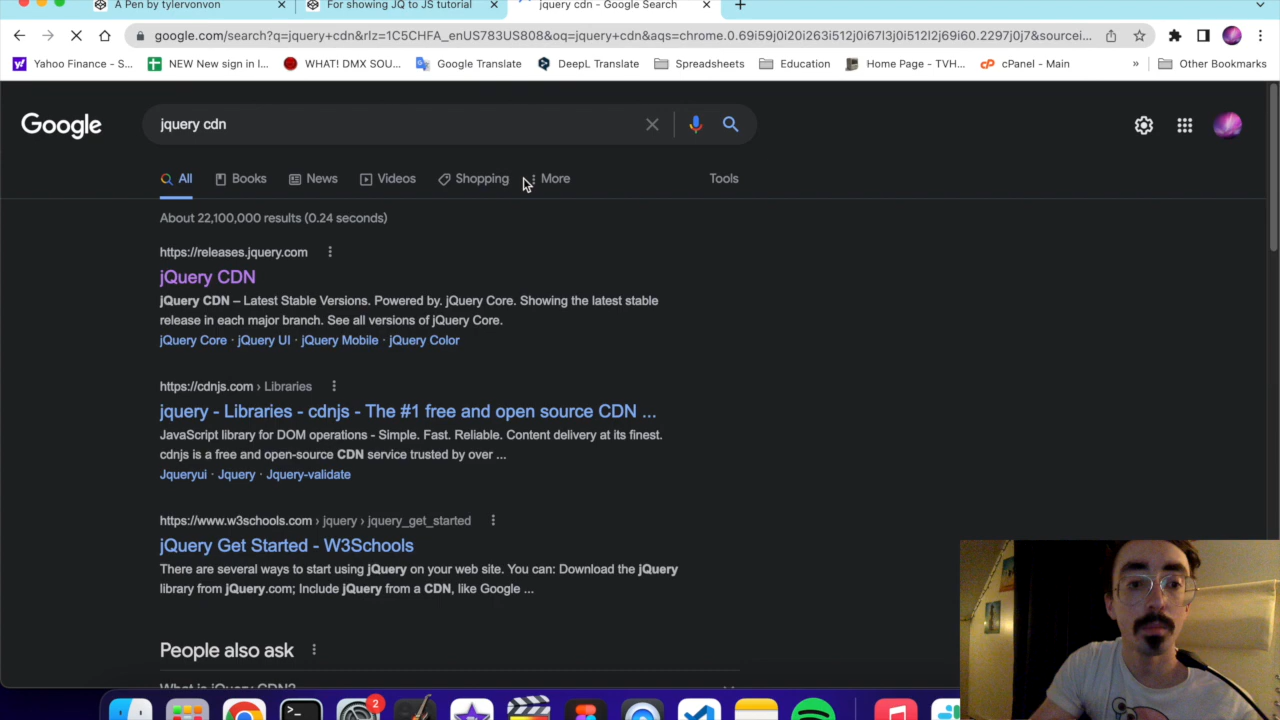 A Pen by tylervonvon
For showing JQ to JS tutorial
jquery cdn - Google Search
google.com/search?q=jquery+cdn&rlz=1C5CHFA_enUS783US808&oq=jquery+cdn&aqs=chrome.0.69i59j0i20i263i512j0i67l3j0i512l2j69i60.2297j0j7&sourcei...
Yahoo Finance - S...
NEW New sign in I...
WHAT! DMX SOU...
Google Translate
DeepL Translate
Spreadsheets
Education
Home Page - TVH...
cPanel - Main
»
Other Bookmarks
Google
jquery cdn
All
Books
News
Videos
Shopping
More
Tools
About 22,100,000 results (0.24 seconds)
https://releases.jquery.com
jQuery CDN
jQuery CDN – Latest Stable Versions. Powered by. jQuery Core. Showing the latest stable
release in each major branch. See all versions of jQuery Core.
jQuery Core · jQuery UI · jQuery Mobile · jQuery Color
https://cdnjs.com › Libraries
jquery - Libraries - cdnjs - The #1 free and open source CDN ...
JavaScript library for DOM operations - Simple. Fast. Reliable. Content delivery at its finest.
cdnjs is a free and open-source CDN service trusted by over ...
Jqueryui · Jquery · Jquery-validate
https://www.w3schools.com › jquery › jquery_get_started
jQuery Get Started - W3Schools
There are several ways to start using jQuery on your web site. You can: Download the jQuery
library from jQuery.com; Include jQuery from a CDN, like Google ...
People also ask
What is jQuery CDN?
2